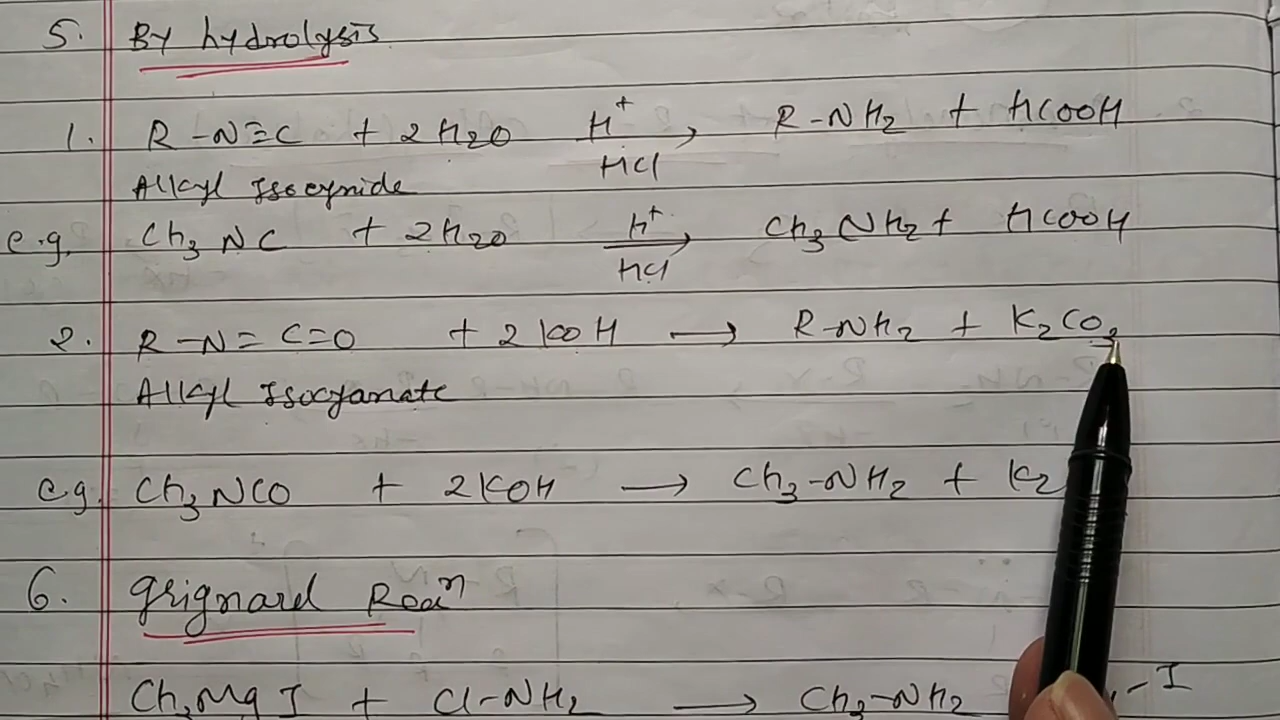 5. By hydrolysis
1. R-N≡C + 2H2O H+ → HCl R-NH2 + HCOOH
Alkyl Isocynide
e.g. CH3NC + 2H2O H+ → HCl CH3NH2 + HCOOH
2. R-N=C=O + 2KOH → R-NH2 + K2CO3
Alkyl Isocyanate
e.g. CH3NCO + 2KOH → CH3-NH2 + K2
6. Grignard Reaⁿ
CH3MgI + Cl-NH2 → CH3-NH2 -I